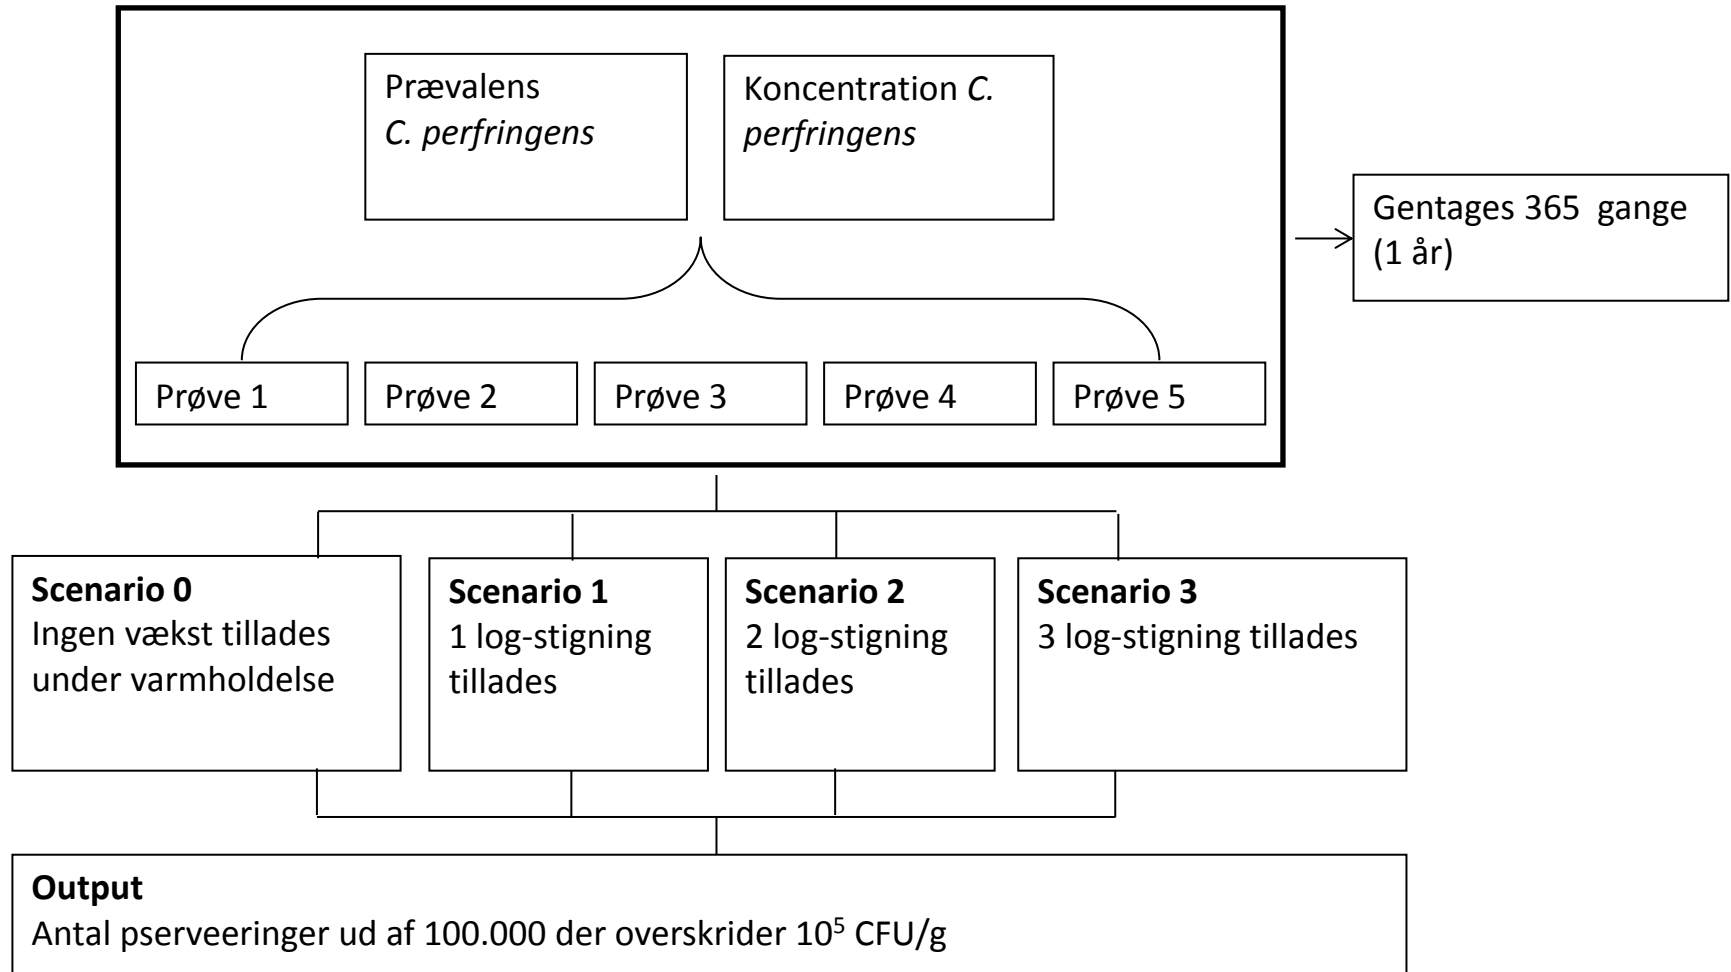 Prævalens
C. perfringens
Koncentration C.
perfringens
Gentages 365 gange
(1 år)
Prøve 1
Prøve 2
Prøve 3
Prøve 4
Prøve 5
Scenario 0
Ingen vækst tillades
under varmholdelse
Scenario 1
1 log-stigning
tillades
Scenario 2
2 log-stigning
tillades
Scenario 3
3 log-stigning tillades
Output
Antal pserveeringer ud af 100.000 der overskrider 10⁵ CFU/g